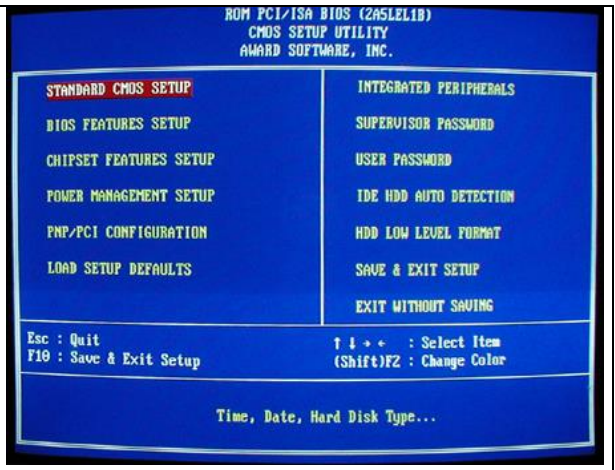 ROM PCI/ISA BIOS (2A5LEL1B)
CMOS SETUP UTILITY
AWARD SOFTWARE, INC.
STANDARD CMOS SETUP
BIOS FEATURES SETUP
CHIPSET FEATURES SETUP
POWER MANAGEMENT SETUP
PNP/PCI CONFIGURATION
LOAD SETUP DEFAULTS
INTEGRATED PERIPHERALS
SUPERVISOR PASSWORD
USER PASSWORD
IDE HDD AUTO DETECTION
HDD LOW LEVEL FORMAT
SAVE & EXIT SETUP
EXIT WITHOUT SAVING
Esc : Quit
F10 : Save & Exit Setup
↑ ↓ → ← : Select Item
(Shift)F2 : Change Color
Time, Date, Hard Disk Type...